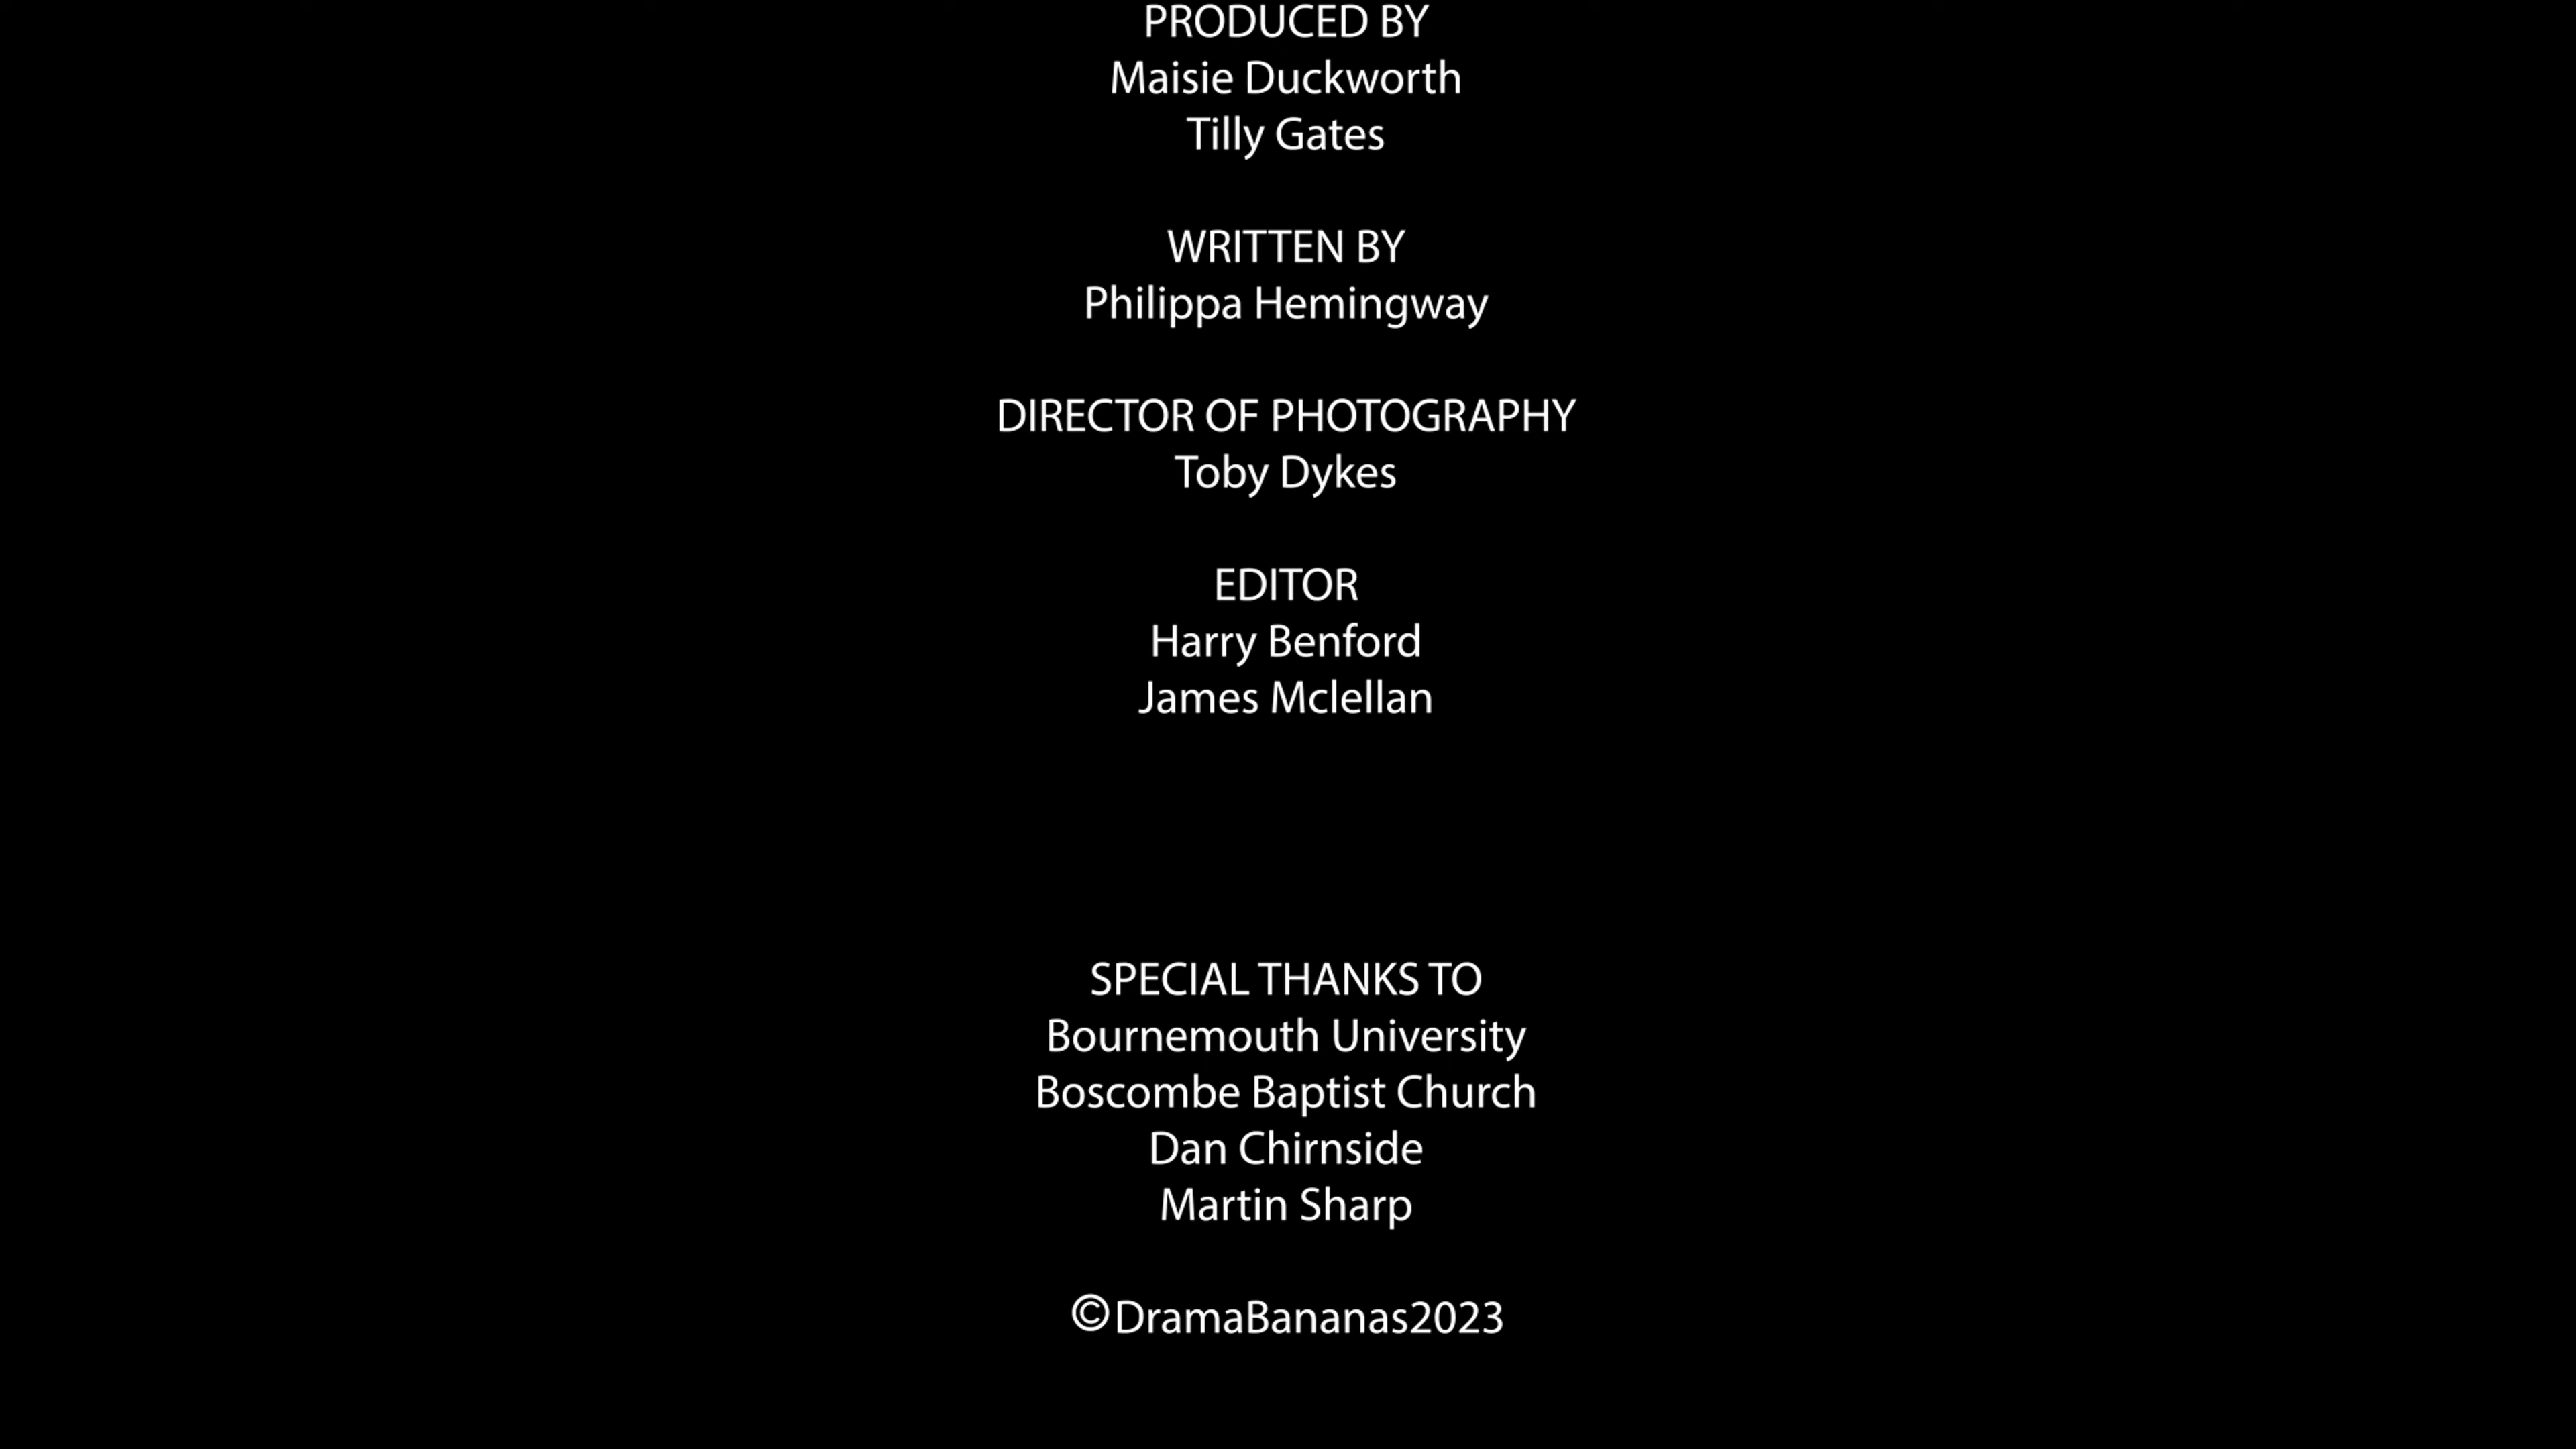 PRODUCED BY
Maisie Duckworth
Tilly Gates
WRITTEN BY
Philippa Hemingway
DIRECTOR OF PHOTOGRAPHY
Toby Dykes
EDITOR
Harry Benford
James Mclellan
SPECIAL THANKS TO
Bournemouth University
Boscombe Baptist Church
Dan Chirnside
Martin Sharp
©DramaBananas2023